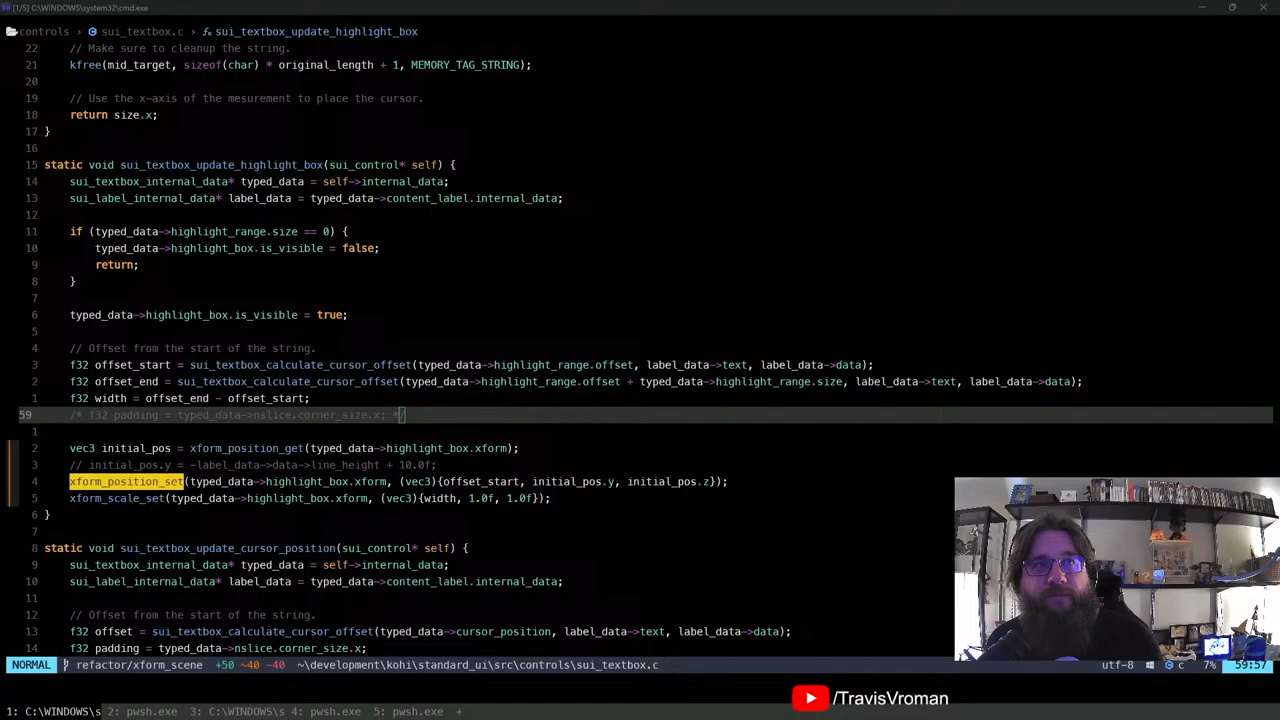 [1/5] C:\WINDOWS\system32\cmd.exe
controls > sui_textbox.c > sui_textbox_update_highlight_box
22 // Make sure to cleanup the string.
21 kfree(mid_target, sizeof(char) * original_length + 1, MEMORY_TAG_STRING);
20
19 // Use the x-axis of the mesurement to place the cursor.
18 return size.x;
17 }
16
15 static void sui_textbox_update_highlight_box(sui_control* self) {
14 sui_textbox_internal_data* typed_data = self->internal_data;
13 sui_label_internal_data* label_data = typed_data->content_label.internal_data;
12
11 if (typed_data->highlight_range.size == 0) {
10 typed_data->highlight_box.is_visible = false;
9 return;
8 }
7
6 typed_data->highlight_box.is_visible = true;
5
4 // Offset from the start of the string.
3 f32 offset_start = sui_textbox_calculate_cursor_offset(typed_data->highlight_range.offset, label_data->text, label_data->data);
2 f32 offset_end = sui_textbox_calculate_cursor_offset(typed_data->highlight_range.offset + typed_data->highlight_range.size, label_data->text, label_data->data);
1 f32 width = offset_end - offset_start;
59 /* f32 padding = typed_data->nslice.corner_size.x; */
1
2 vec3 initial_pos = xform_position_get(typed_data->highlight_box.xform);
3 // initial_pos.y = -label_data->data->line_height + 10.0f;
4 xform_position_set(typed_data->highlight_box.xform, (vec3){offset_start, initial_pos.y, initial_pos.z});
5 xform_scale_set(typed_data->highlight_box.xform, (vec3){width, 1.0f, 1.0f});
6 }
7
8 static void sui_textbox_update_cursor_position(sui_control* self) {
9 sui_textbox_internal_data* typed_data = self->internal_data;
10 sui_label_internal_data* label_data = typed_data->content_label.internal_data;
11
12 // Offset from the start of the string.
13 f32 offset = sui_textbox_calculate_cursor_offset(typed_data->cursor_position, label_data->text, label_data->data);
14 f32 padding = typed_data->nslice.corner_size.x;
NORMAL refactor/xform_scene +50 ~40 -40 ~\development\kohi\standard_ui\src\controls\sui_textbox.c utf-8 c 7% 59:57
/TravisVroman
1: C:\WINDOWS\s 2: pwsh.exe 3: C:\WINDOWS\s 4: pwsh.exe 5: pwsh.exe +